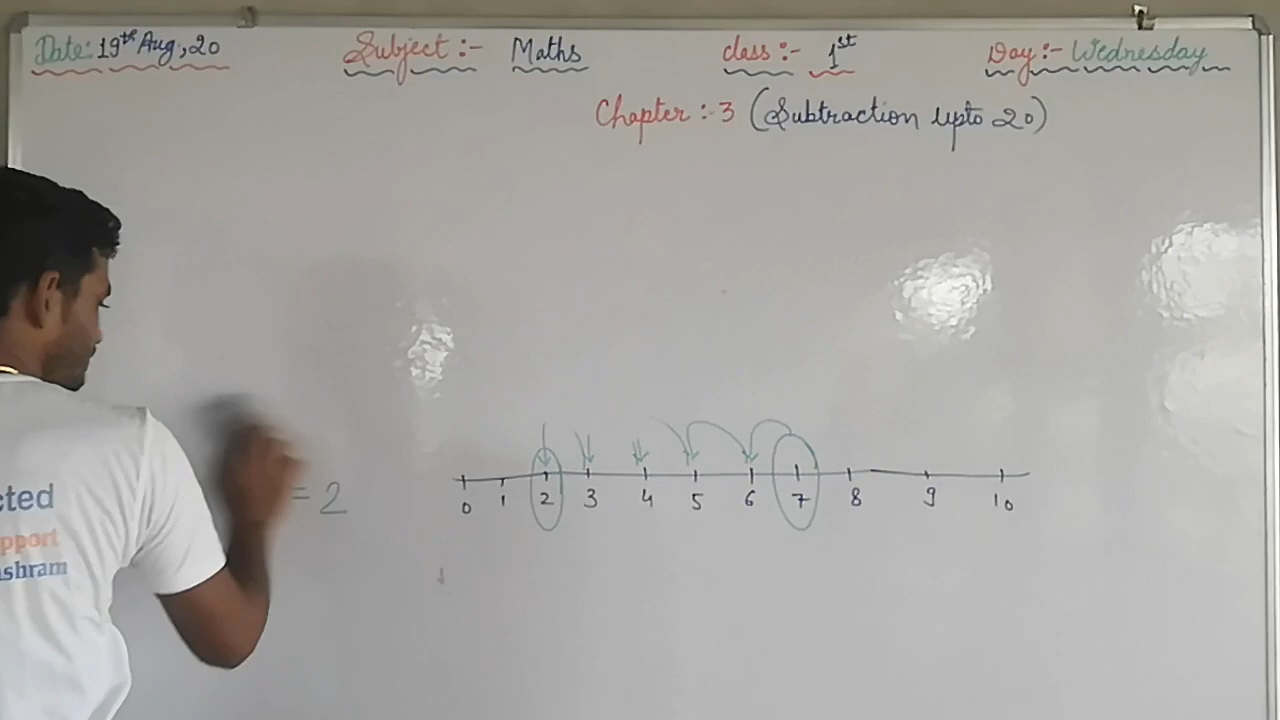 Date: 19th Aug, 20 Subject :- Maths class :- 1st Day :- Wednesday
Chapter :- 3 (Subtraction upto 20)
= 2
0 1 2 3 4 5 6 7 8 9 10
cted
pport
shram